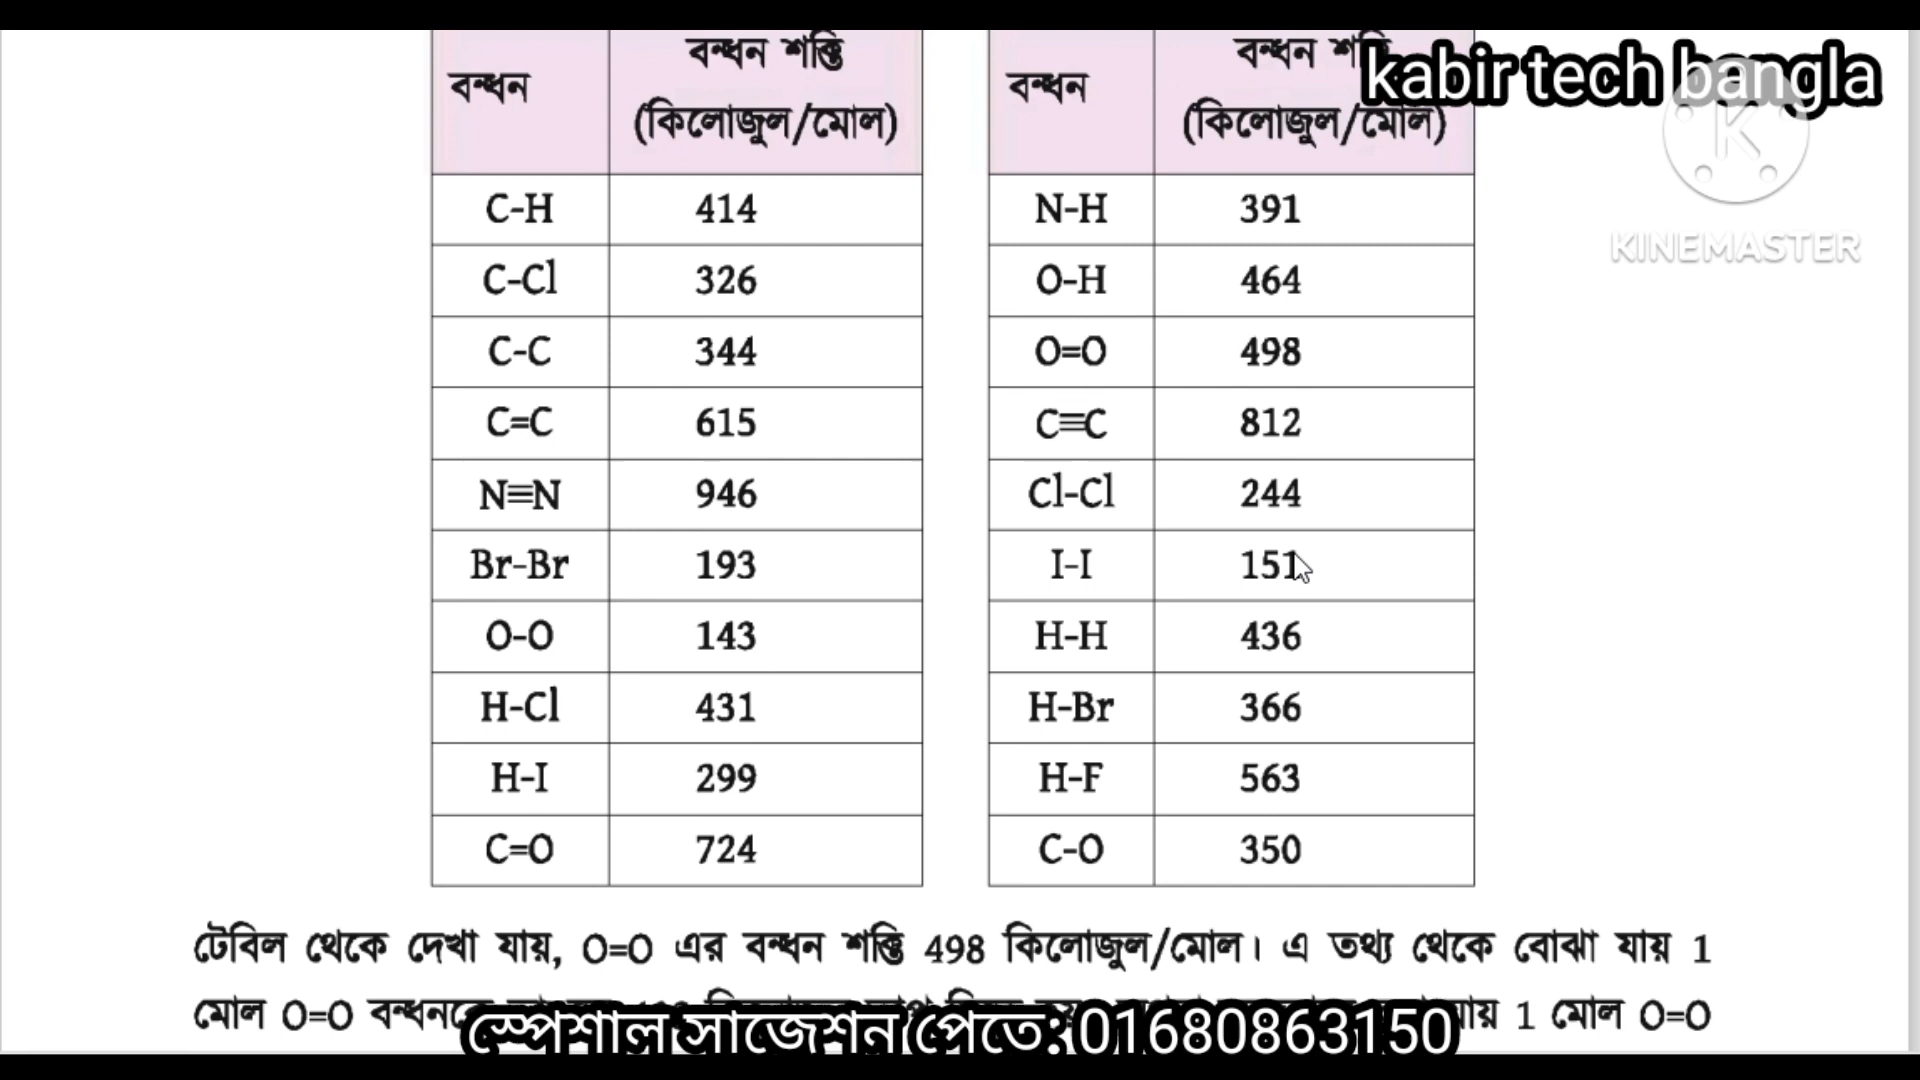 বন্ধন বন্ধন শক্তি (কিলোজুল/মোল)
C-H 414
C-Cl 326
C-C 344
C=C 615
N≡N 946
Br-Br 193
O-O 143
H-Cl 431
H-I 299
C=O 724
বন্ধন বন্ধন (কিলোজুল/মোল)
N-H 391
O-H 464
O=O 498
C≡C 812
Cl-Cl 244
I-I 151
H-H 436
H-Br 366
H-F 563
C-O 350
kabir tech bangla
K
KINEMASTER
টেবিল থেকে দেখা যায়, O=O এর বন্ধন শক্তি 498 কিলোজুল/মোল। এ তথ্য থেকে বোঝা যায় 1
মোল O=O 1 মোল O=O
স্পেশাল সাজেশন পেতে: 01680863150